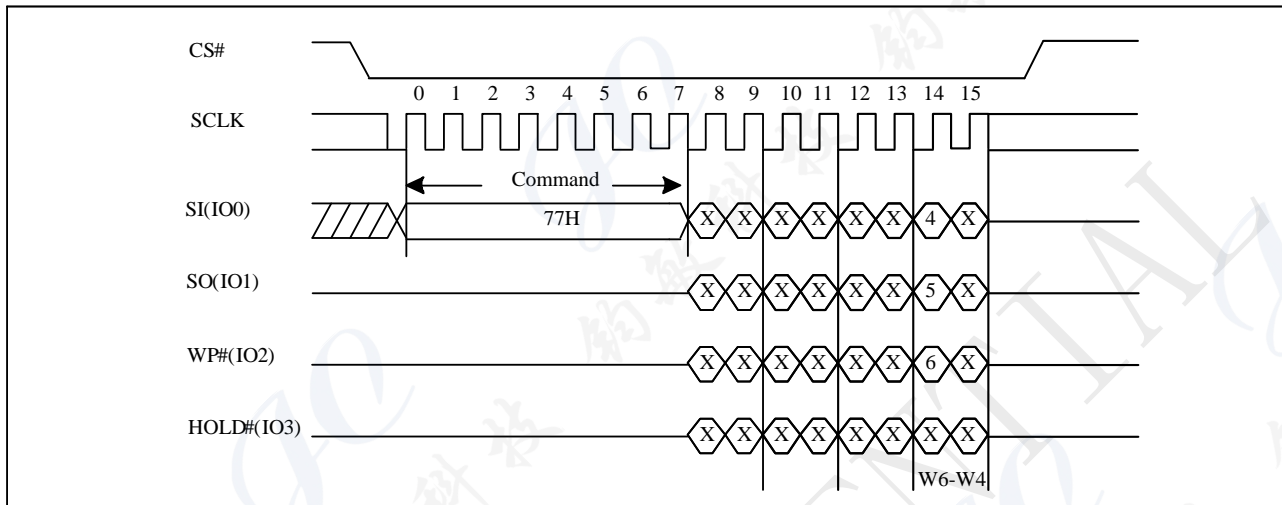 CS#
0 1 2 3 4 5 6 7 8 9 10 11 12 13 14 15
SCLK
Command
SI(IO0) 77H X X X X X X 4 X
SO(IO1) X X X X X X 5 X
WP#(IO2) X X X X X X 6 X
HOLD#(IO3) X X X X X X X X
W6-W4